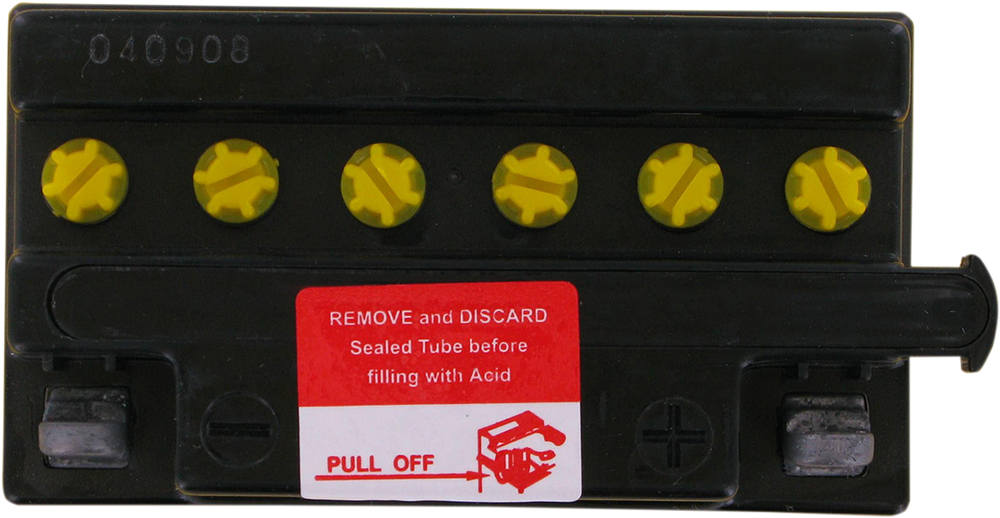 040908
REMOVE and DISCARD
Sealed Tube before
filling with Acid
PULL OFF